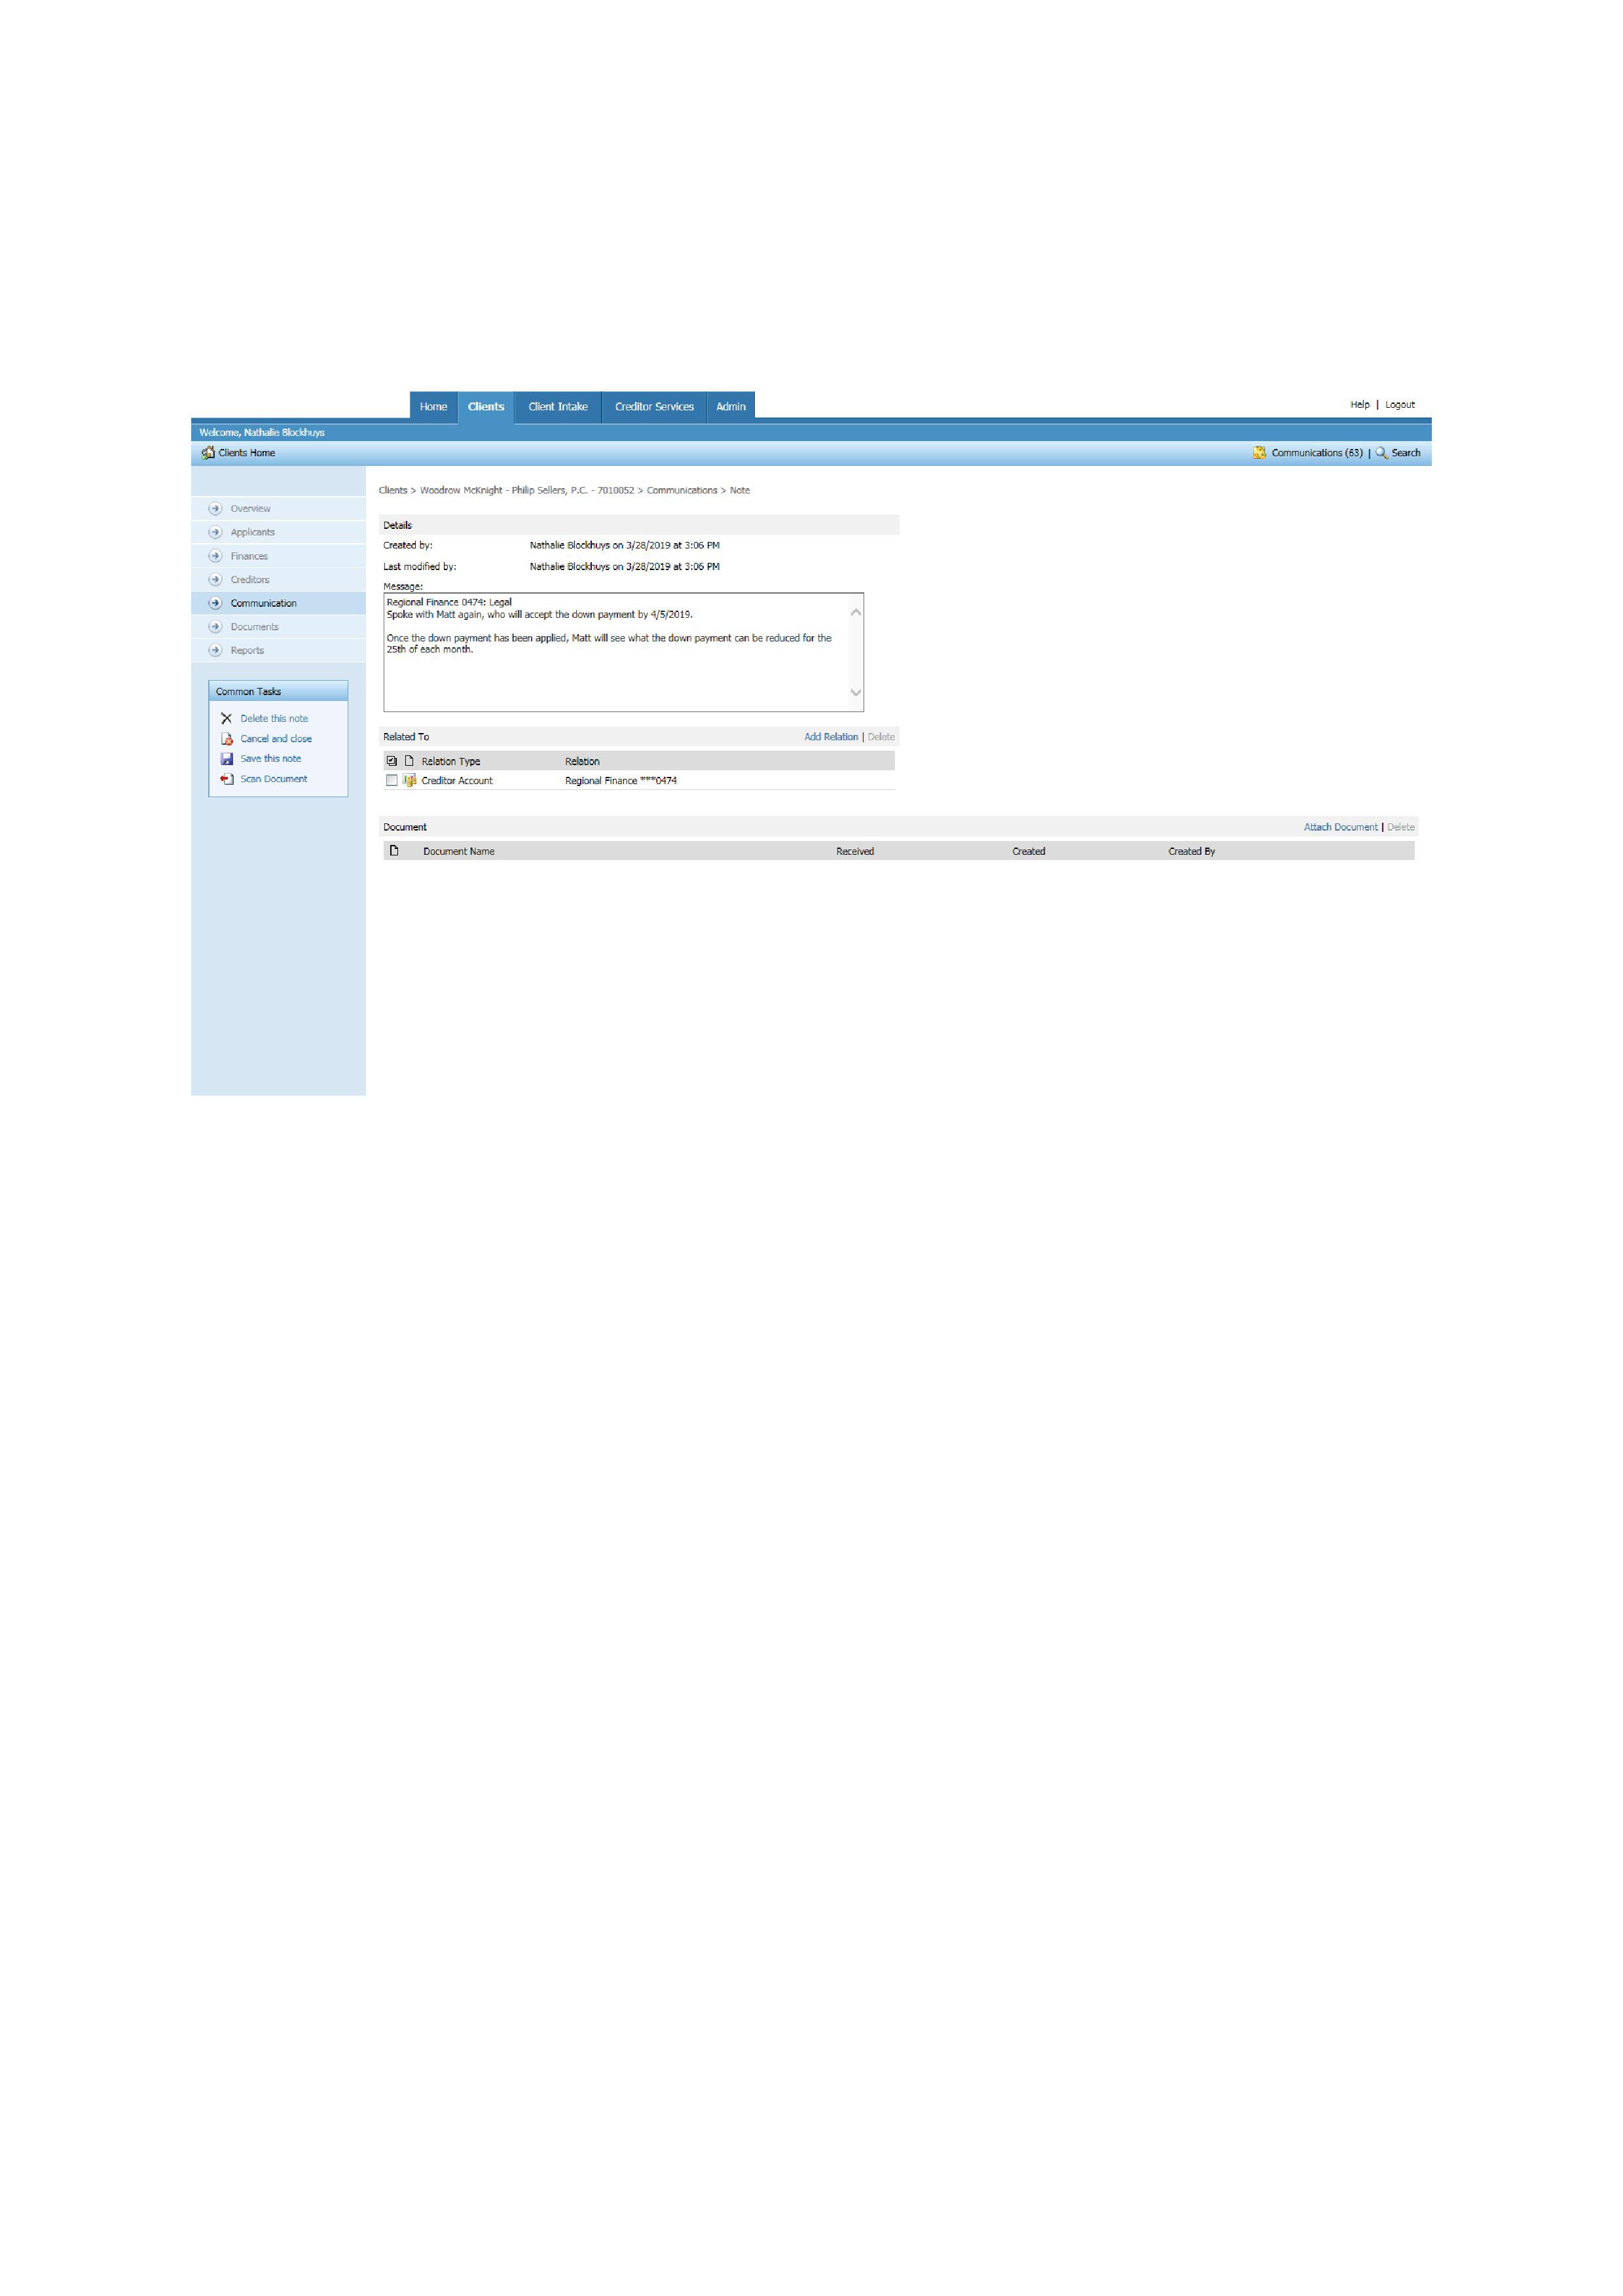 Home Clients Client Intake Creditor Services Admin
Help | Logout
Welcome, Nathalie Blockhuys
Clients Home
Communications (63) | Search
Clients > Woodrow McKnight - Philip Sellers, P.C. - 7010052 > Communications > Note
Overview
Applicants
Finances
Creditors
Communication
Documents
Reports
Common Tasks
Delete this note
Cancel and close
Save this note
Scan Document
Details
Created by: Nathalie Blockhuys on 3/28/2019 at 3:06 PM
Last modified by: Nathalie Blockhuys on 3/28/2019 at 3:06 PM
Message:
Regional Finance 0474: Legal
Spoke with Matt again, who will accept the down payment by 4/5/2019.
Once the down payment has been applied, Matt will see what the down payment can be reduced for the
25th of each month.
Related To Add Relation | Delete
Relation Type Relation
Creditor Account Regional Finance ***0474
Document Attach Document | Delete
Document Name Received Created Created By